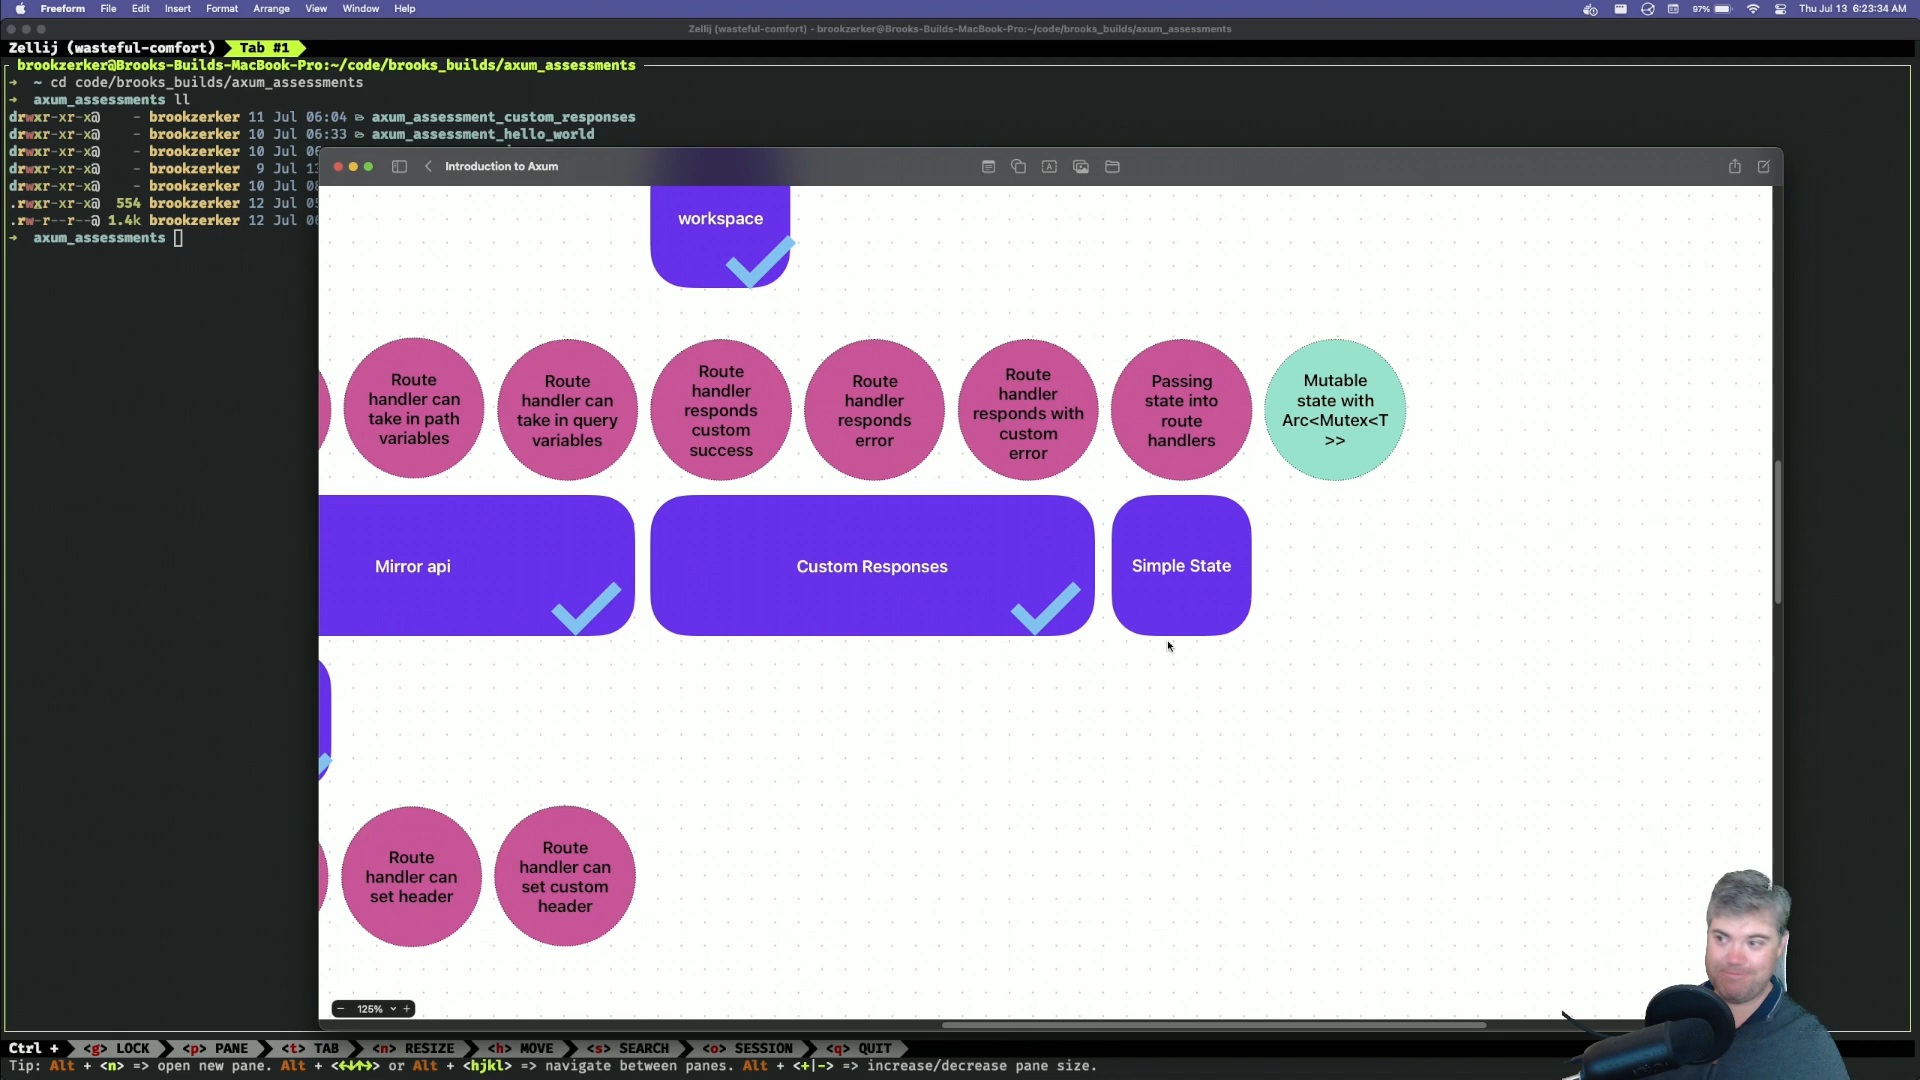 Freeform File Edit Insert Format Arrange View Window Help
97% Thu Jul 13 6:23:34 AM
Zellij (wasteful-comfort) - brookzerker@Brooks-Builds-MacBook-Pro:~/code/brooks_builds/axum_assessments
Zellij (wasteful-comfort) Tab #1
brookzerker@Brooks-Builds-MacBook-Pro:~/code/brooks_builds/axum_assessments
→ ~ cd code/brooks_builds/axum_assessments
→ axum_assessments ll
drwxr-xr-x@ - brookzerker 11 Jul 06:04 axum_assessment_custom_responses
drwxr-xr-x@ - brookzerker 10 Jul 06:33 axum_assessment_hello_world
drwxr-xr-x@ - brookzerker 10 Jul
drwxr-xr-x@ - brookzerker 9 Jul
drwxr-xr-x@ - brookzerker 10 Jul
.rwxr-xr-x@ 554 brookzerker 12 Jul
.rw-r--r--@ 1.4k brookzerker 12 Jul
→ axum_assessments
Introduction to Axum
workspace
Route
handler can
take in path
variables
Route
handler can
take in query
variables
Route
handler
responds
custom
success
Route
handler
responds
error
Route
handler
responds with
custom
error
Passing
state into
route
handlers
Mutable
state with
Arc<Mutex<T
>>
Mirror api
Custom Responses
Simple State
Route
handler can
set header
Route
handler can
set custom
header
− 125% +
Ctrl + <g> LOCK <p> PANE <t> TAB <n> RESIZE <h> MOVE <s> SEARCH <o> SESSION <q> QUIT
Tip: Alt + <n> => open new pane. Alt + <←↓↑→> or Alt + <hjkl> => navigate between panes. Alt + <+|-> => increase/decrease pane size.